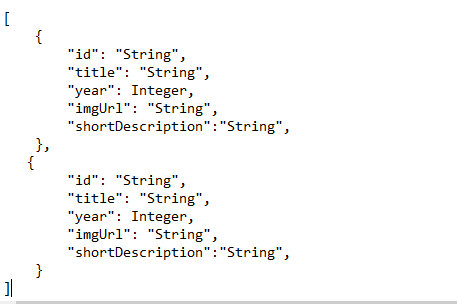 [
    {
        "id": "String",
        "title": "String",
        "year": Integer,
        "imgUrl": "String",
        "shortDescription":"String",
    },
   {
        "id": "String",
        "title": "String",
        "year": Integer,
        "imgUrl": "String",
        "shortDescription":"String",
    }
]